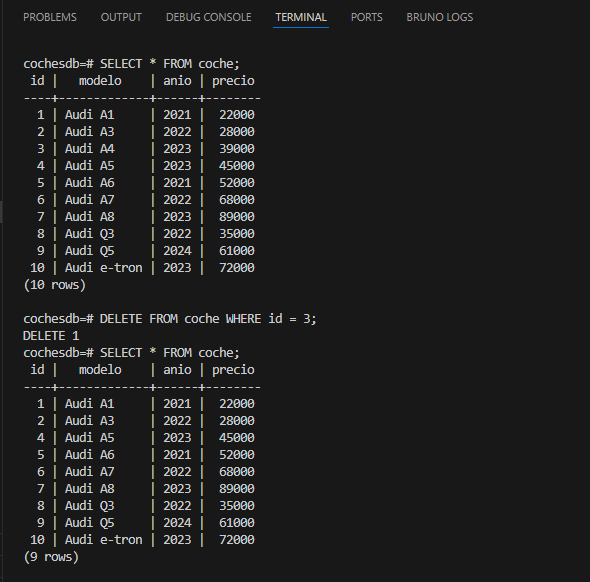 PROBLEMS OUTPUT DEBUG CONSOLE TERMINAL PORTS BRUNO LOGS
cochesdb=# SELECT * FROM coche;
 id |   modelo    | anio | precio
----+-------------+------+--------
  1 | Audi A1     | 2021 |  22000
  2 | Audi A3     | 2022 |  28000
  3 | Audi A4     | 2023 |  39000
  4 | Audi A5     | 2023 |  45000
  5 | Audi A6     | 2021 |  52000
  6 | Audi A7     | 2022 |  68000
  7 | Audi A8     | 2023 |  89000
  8 | Audi Q3     | 2022 |  35000
  9 | Audi Q5     | 2024 |  61000
 10 | Audi e-tron | 2023 |  72000
(10 rows)
cochesdb=# DELETE FROM coche WHERE id = 3;
DELETE 1
cochesdb=# SELECT * FROM coche;
 id |   modelo    | anio | precio
----+-------------+------+--------
  1 | Audi A1     | 2021 |  22000
  2 | Audi A3     | 2022 |  28000
  4 | Audi A5     | 2023 |  45000
  5 | Audi A6     | 2021 |  52000
  6 | Audi A7     | 2022 |  68000
  7 | Audi A8     | 2023 |  89000
  8 | Audi Q3     | 2022 |  35000
  9 | Audi Q5     | 2024 |  61000
 10 | Audi e-tron | 2023 |  72000
(9 rows)